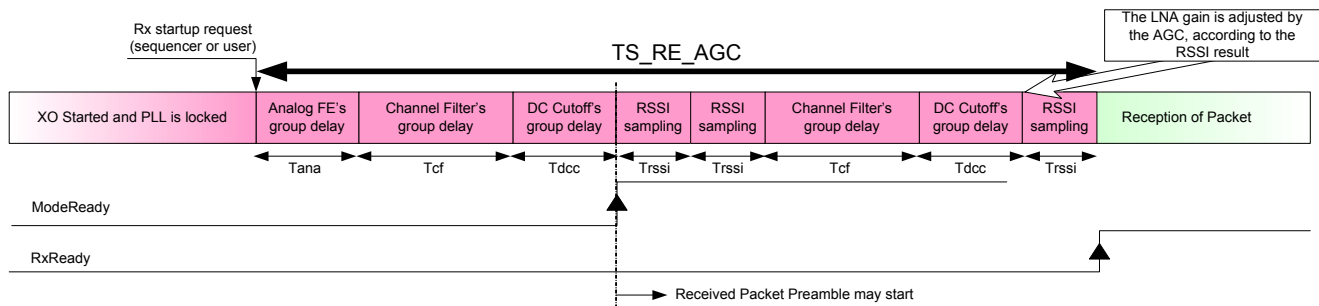 Rx startup request
(sequencer or user)
TS_RE_AGC
The LNA gain is adjusted by
the AGC, according to the
RSSI result
XO Started and PLL is locked
Analog FE's
group delay
Channel Filter's
group delay
DC Cutoff's
group delay
RSSI
sampling
RSSI
sampling
Channel Filter's
group delay
DC Cutoff's
group delay
RSSI
sampling
Reception of Packet
Tana
Tcf
Tdcc
Trssi
Trssi
Tcf
Tdcc
Trssi
ModeReady
RxReady
Received Packet Preamble may start